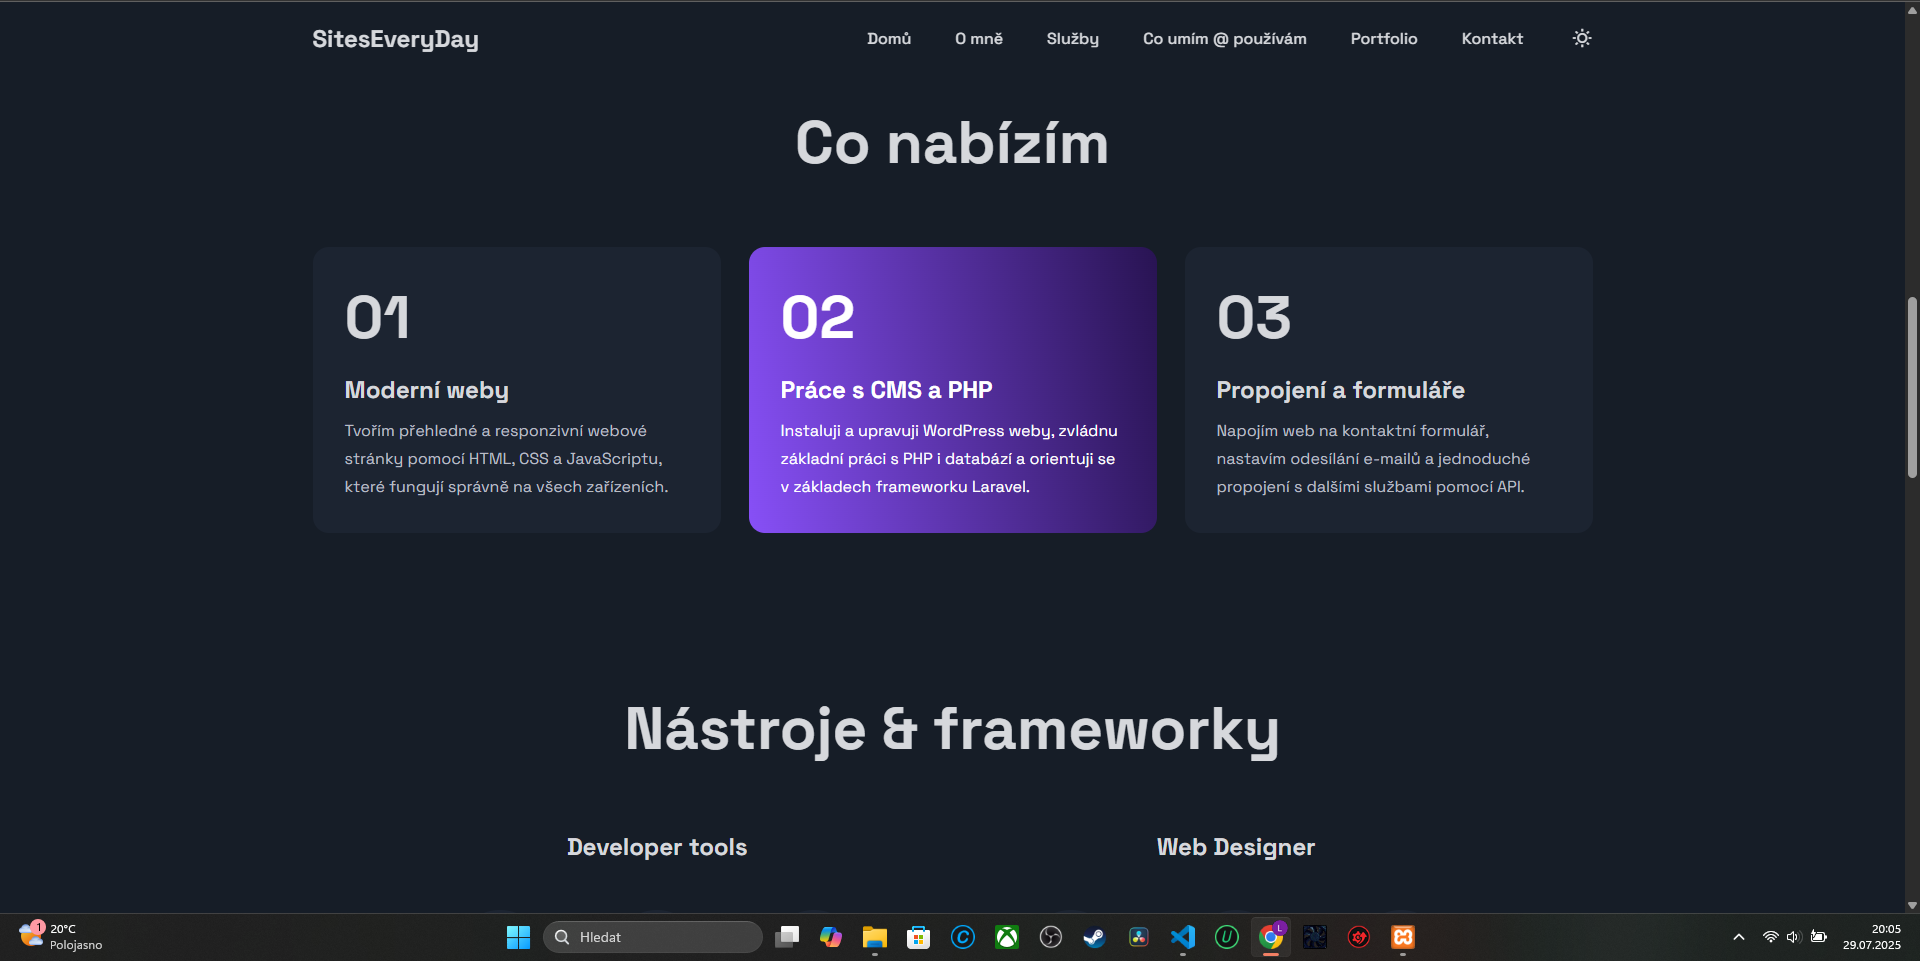 SitesEveryDay
Domů O mně Služby Co umím @ používám Portfolio Kontakt
Co nabízím
01
Moderní weby
Tvořím přehledné a responzivní webové
stránky pomocí HTML, CSS a JavaScriptu,
které fungují správně na všech zařízeních.
02
Práce s CMS a PHP
Instaluji a upravuji WordPress weby, zvládnu
základní práci s PHP i databází a orientuji se
v základech frameworku Laravel.
03
Propojení a formuláře
Napojím web na kontaktní formulář,
nastavím odesílání e-mailů a jednoduché
propojení s dalšími službami pomocí API.
Nástroje & frameworky
Developer tools
Web Designer
1
20°C
Polojasno
Hledat
L
20:05
29.07.2025